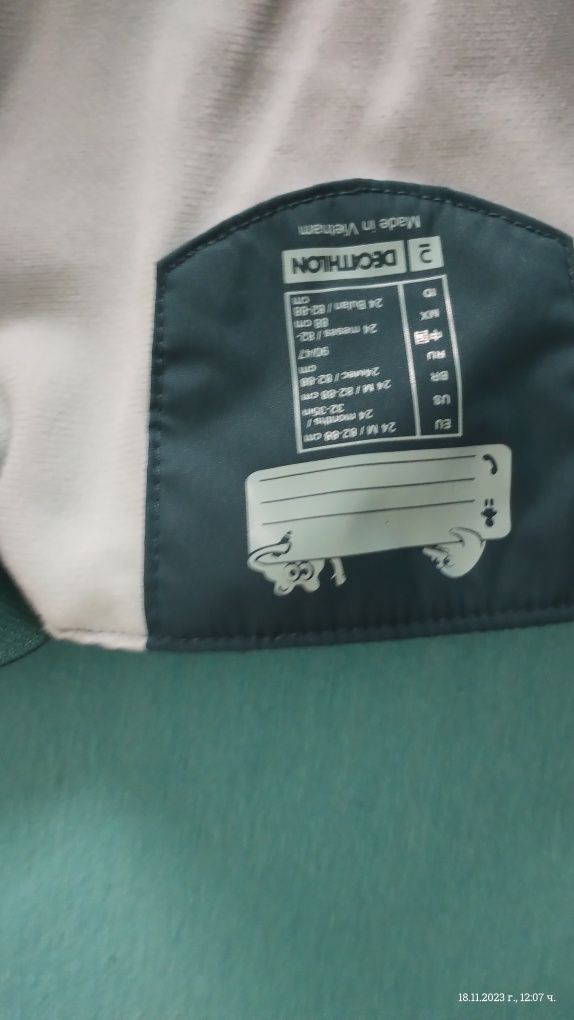 EU 24 M / 82-88 cm
US 24 months /
32-35in
BR 24 M / 82-88 cm
RU 24мес / 82-88
cm
中国 90/47
MX 24 meses / 82-
88 cm
ID 24 Bulan / 82-88
cm
DECATHLON
Made in Vietnam
18.11.2023 г., 12:07 ч.